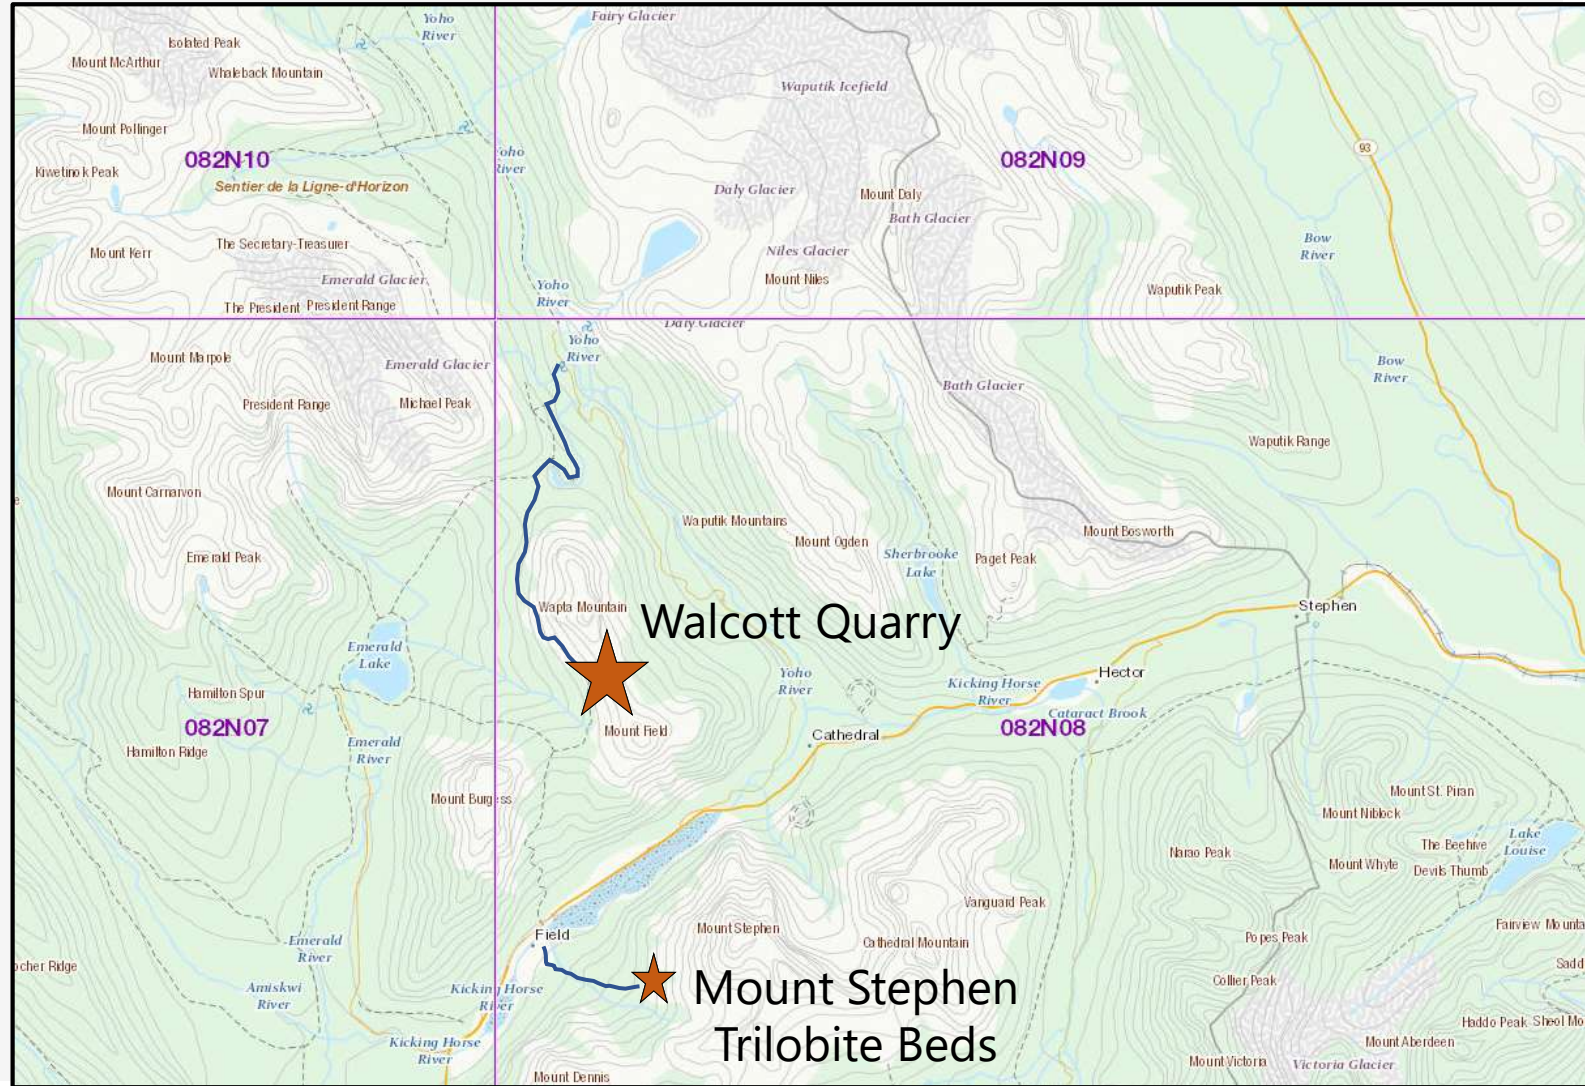 Fairy Glacier
Yoho
River
Isolated Peak
Mount McArthur
Whaleback Mountain
Waputik Icefield
Mount Pollinger
93
082N10
Yoho
River
082N09
Kiwetinok Peak
Sentier de la Ligne-d'Horizon
Daly Glacier
Mount Daly
Bath Glacier
Mount Kerr
The Secretary-Treasurer
Niles Glacier
Bow
River
Emerald Glacier
Mount Niles
Yoho
River
Waputik Peak
The President
President Range
Daly Glacier
Yoho
River
Mount Marpole
Emerald Glacier
Bow
River
Bath Glacier
President Range
Michael Peak
Waputik Range
Mount Carnarvon
Waputik Mountains
Mount Ogden
Mount Bosworth
Emerald Peak
Sherbrooke
Lake
Paget Peak
Wapta Mountain
Walcott Quarry
Stephen
Emerald
Lake
Hector
Yoho
River
Kicking Horse
River
Hamilton Spur
Cataract Brook
082N07
Mount Field
Cathedral
082N08
Hamilton Ridge
Emerald
River
Mount Burgess
Mount St. Piran
Mount Niblock
The Beehive
Lake
Louise
Narao Peak
Mount Whyte
Devils Thumb
Vanguard Peak
Field
Mount Stephen
Cathedral Mountain
Popes Peak
Fairview Mounta
Emerald
River
ocher Ridge
Sadd
Amiskwi
River
Kicking Horse
River
Mount Stephen
Trilobite Beds
Collier Peak
Haddo Peak
Sheol Mo
Kicking Horse
River
Mount Aberdeen
Mount Dennis
Mount Victoria
Victoria Glacier